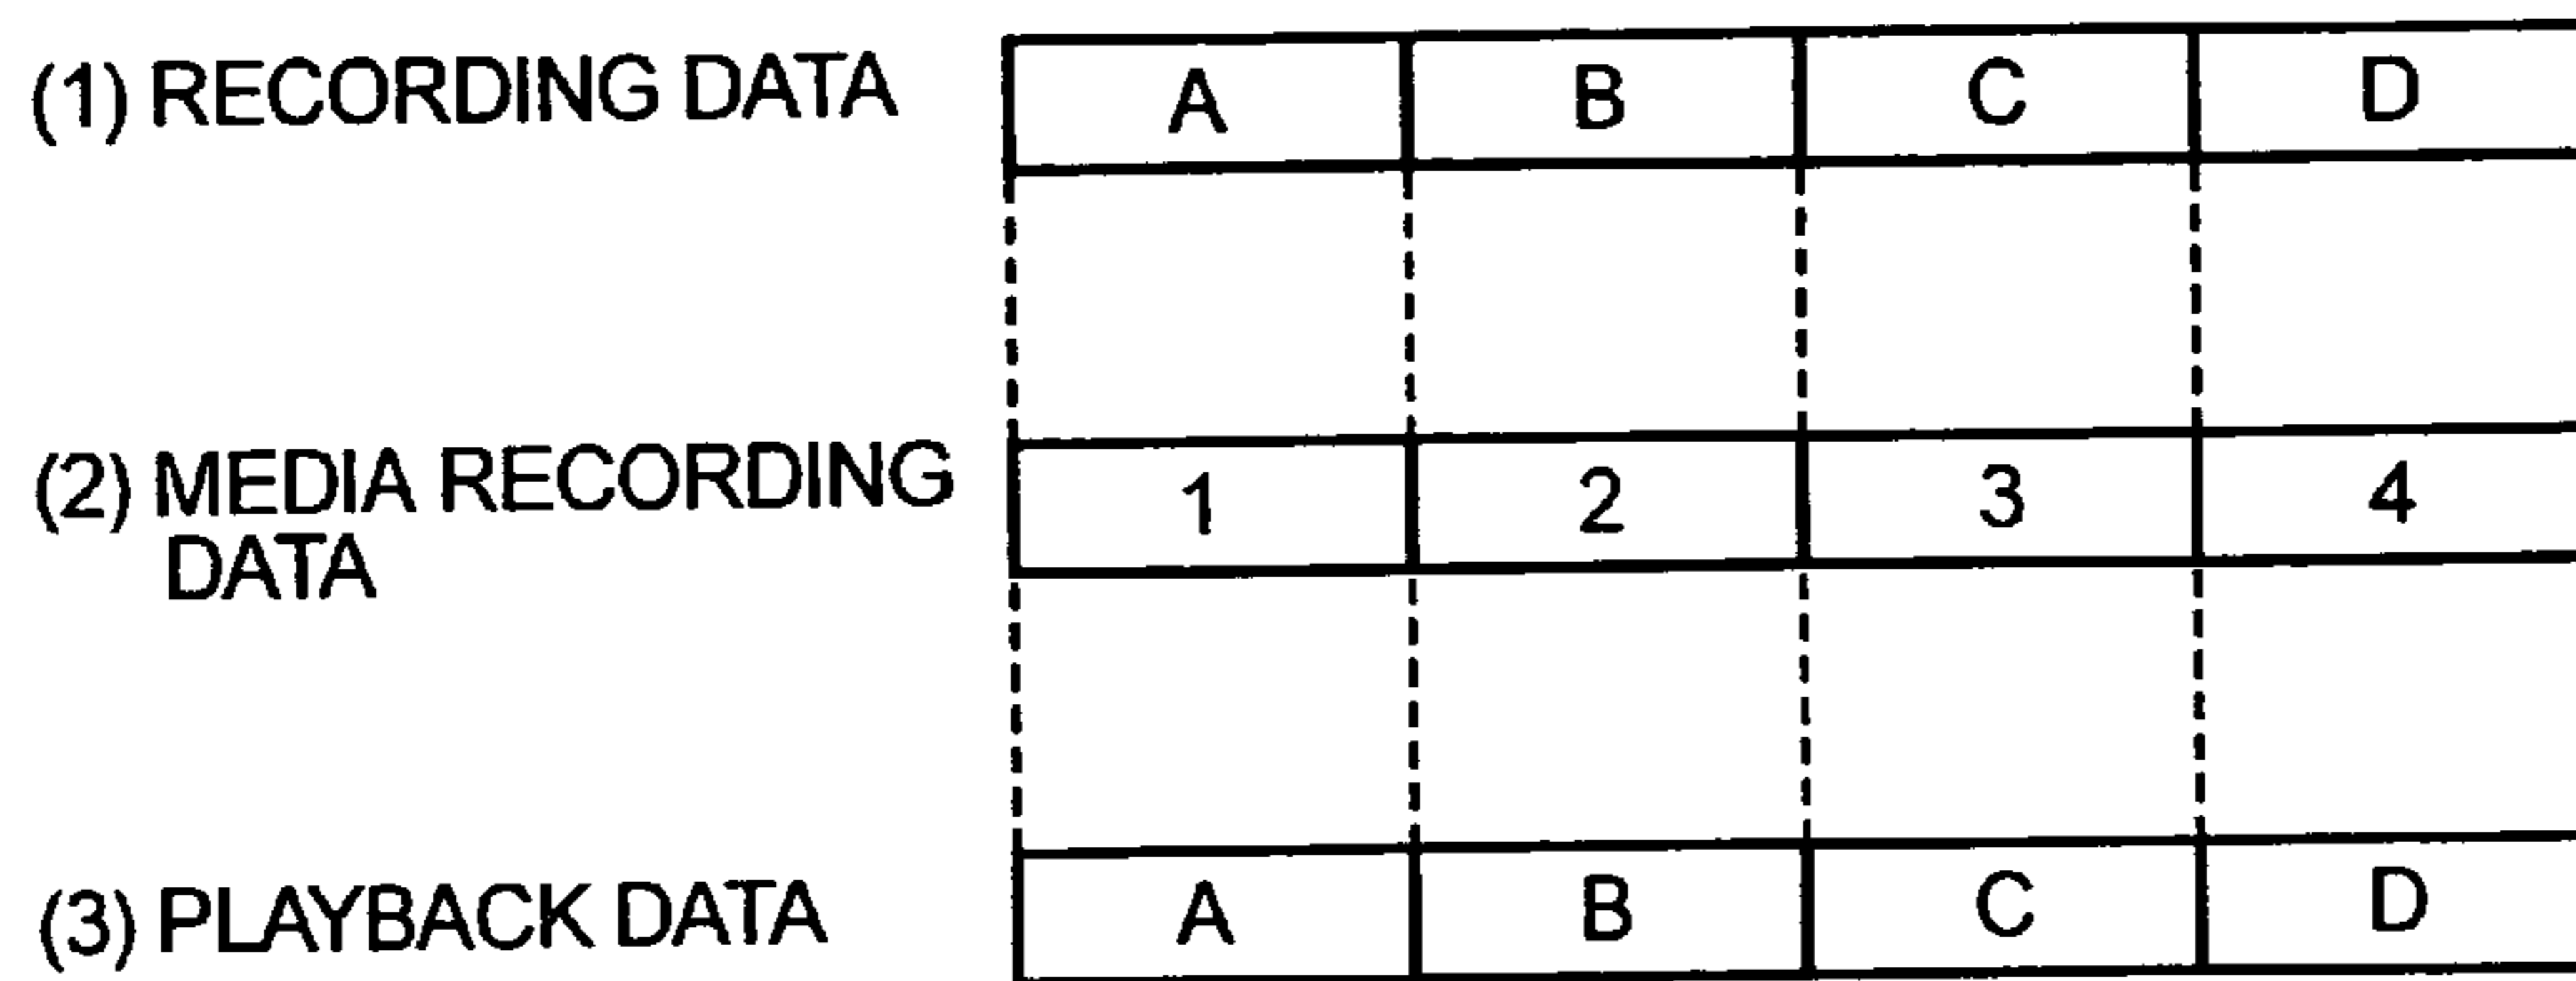 (1) RECORDING DATA A B C D
(2) MEDIA RECORDING 1 2 3 4
DATA
(3) PLAYBACK DATA A B C D